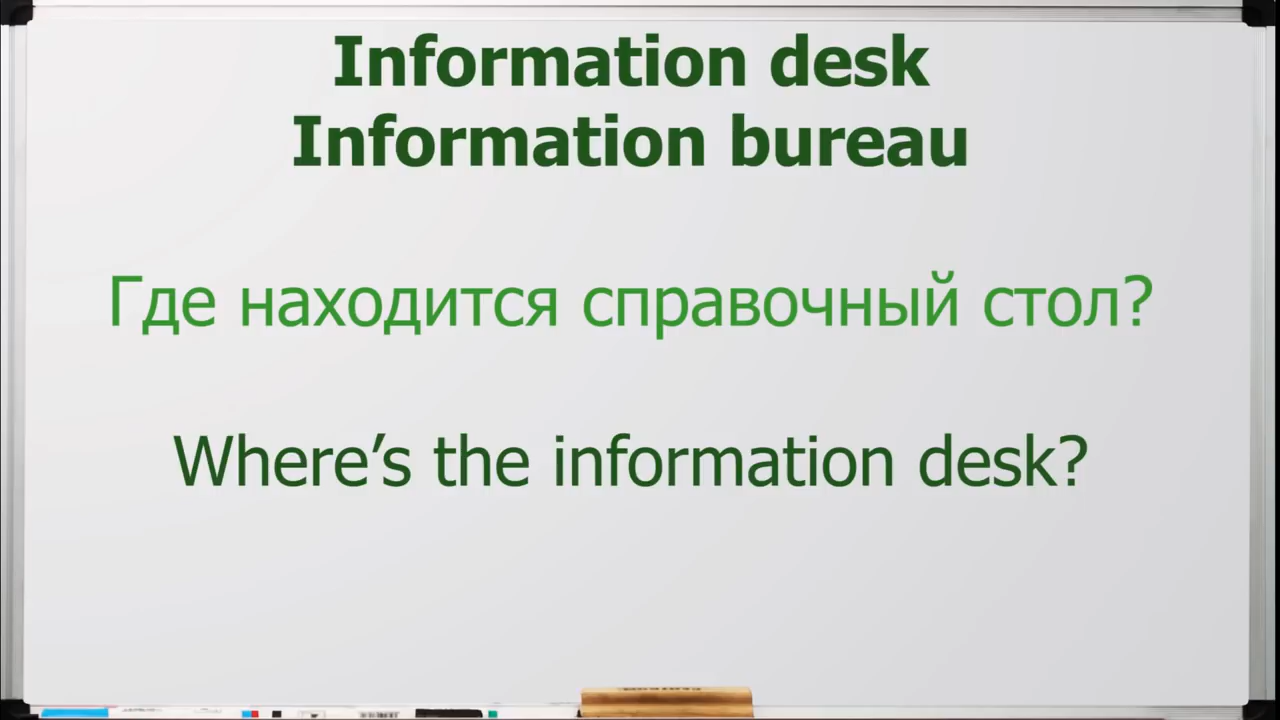 Information desk
Information bureau
Где находится справочный стол?
Where’s the information desk?